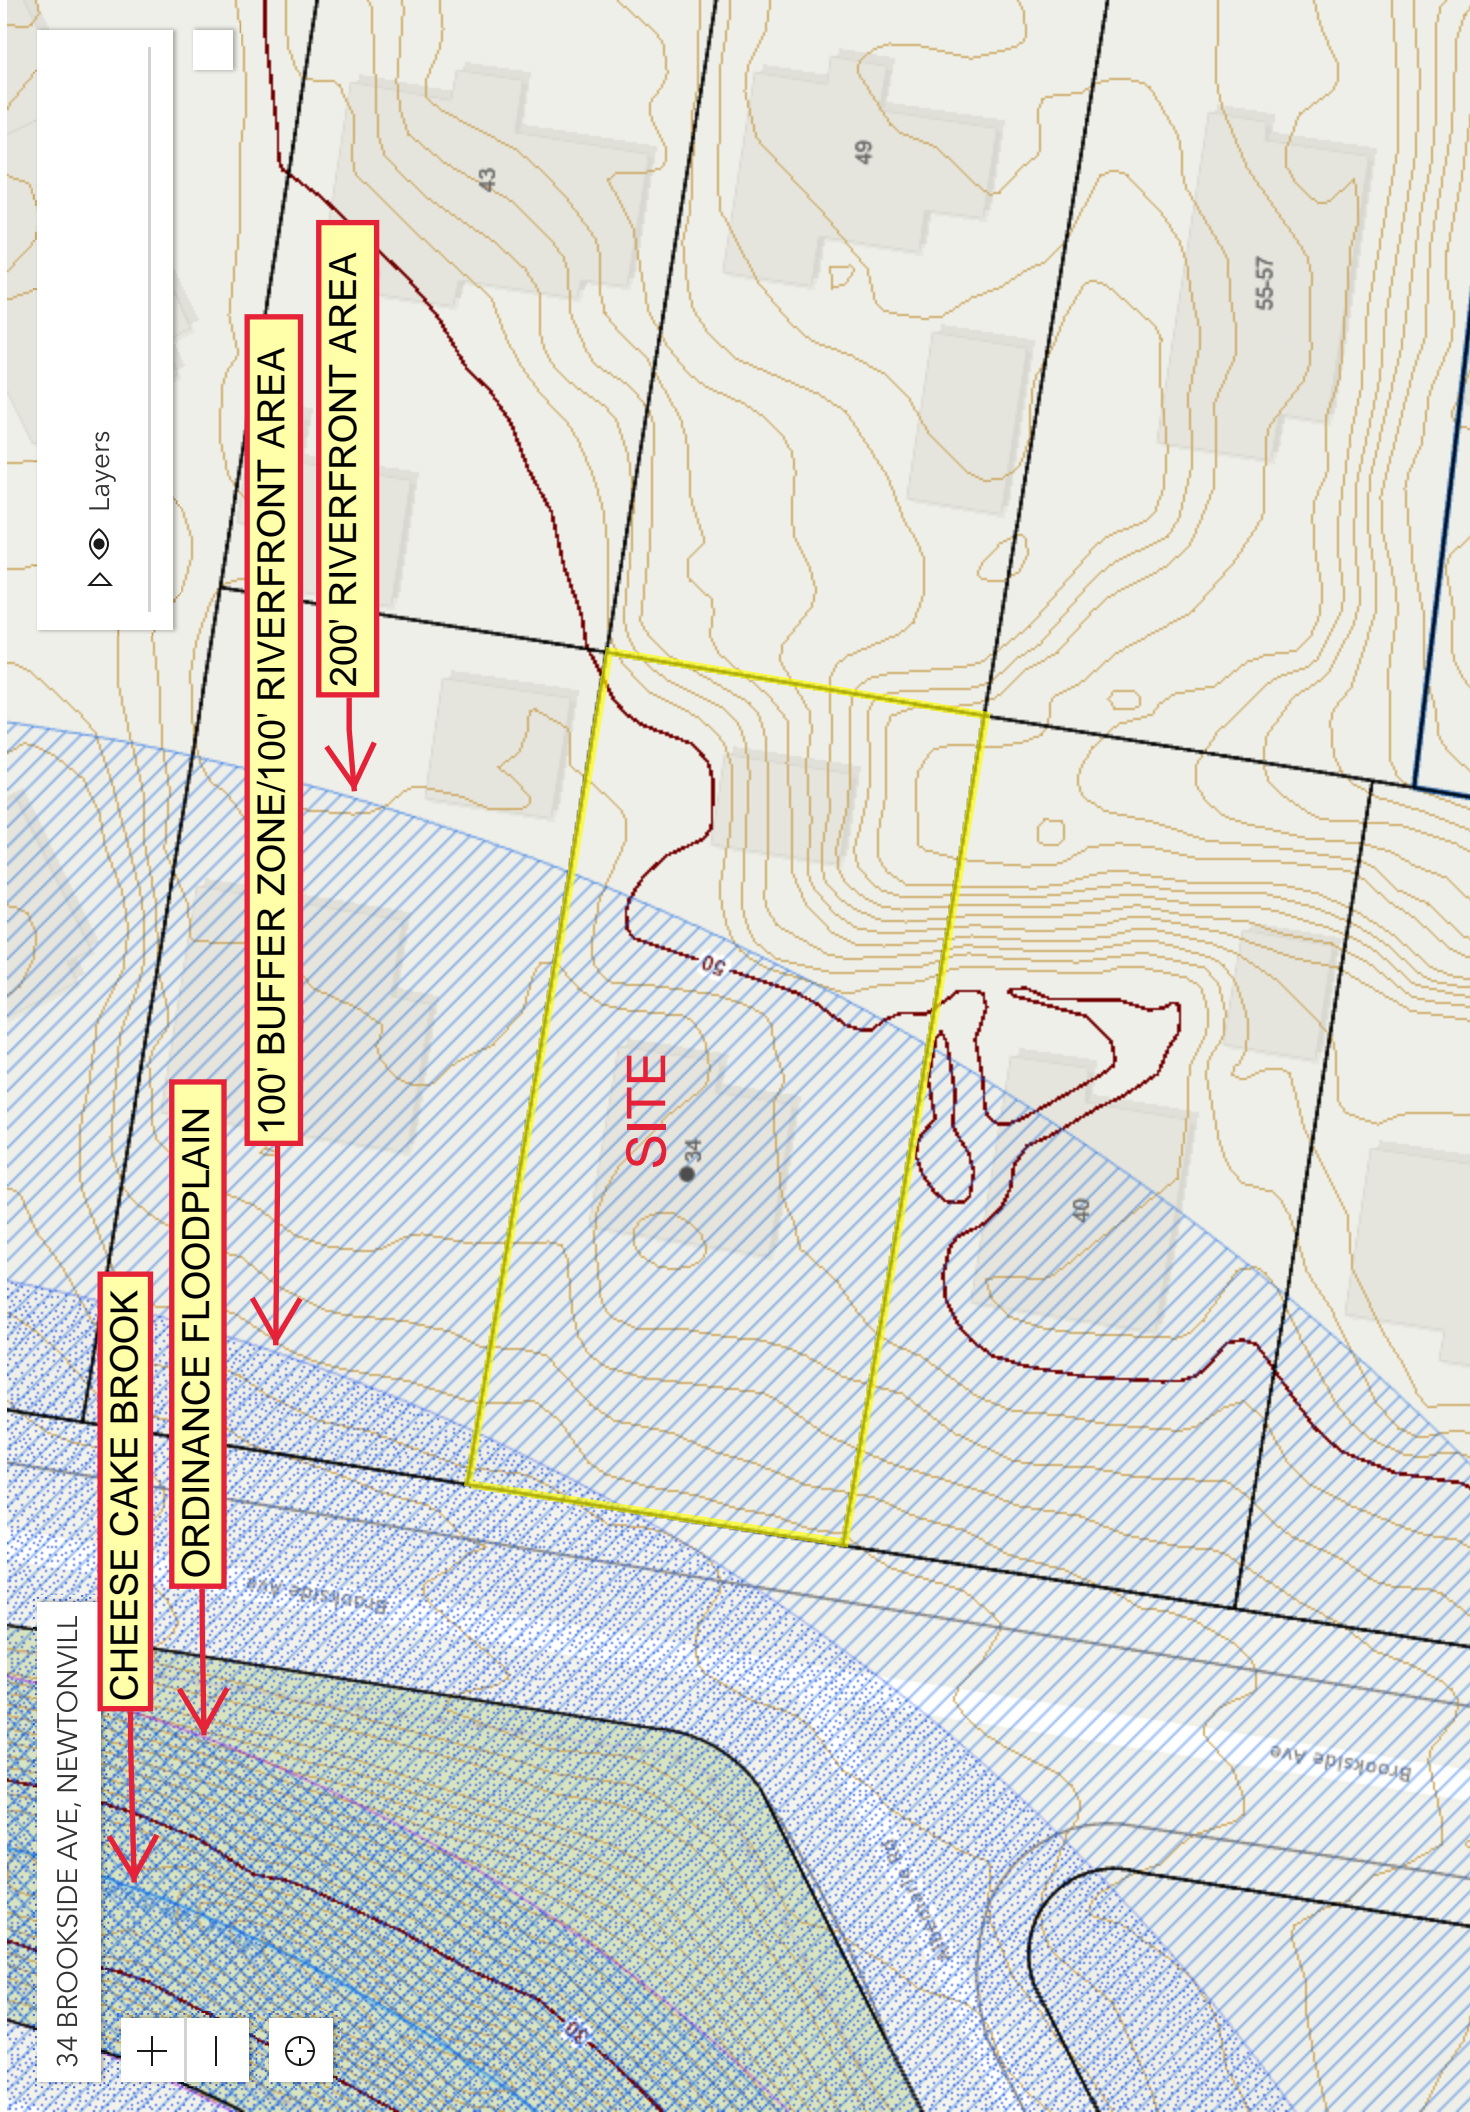 34 BROOKSIDE AVE, NEWTONVILL
Layers
CHEESE CAKE BROOK
ORDINANCE FLOODPLAIN
100' BUFFER ZONE/100' RIVERFRONT AREA
200' RIVERFRONT AREA
43
49
55-57
SITE
34
40
50
30
Brookside Ave
Brookside Ave